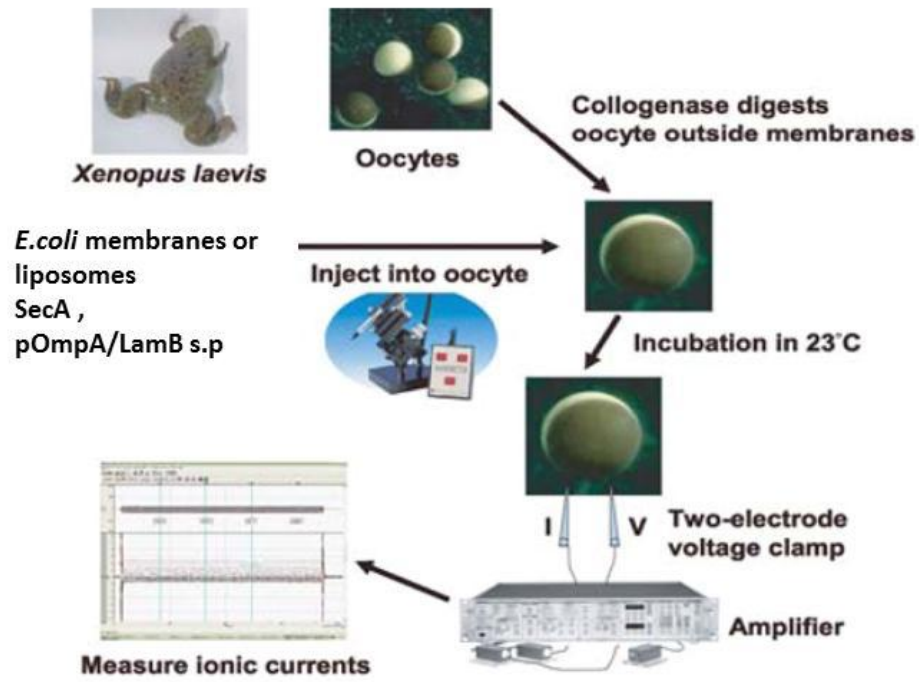 Xenopus laevis
Oocytes
Collogenase digests
oocyte outside membranes
E.coli membranes or
liposomes
SecA ,
pOmpA/LamB s.p
Inject into oocyte
Incubation in 23°C
I
V
Two-electrode
voltage clamp
Amplifier
Measure ionic currents